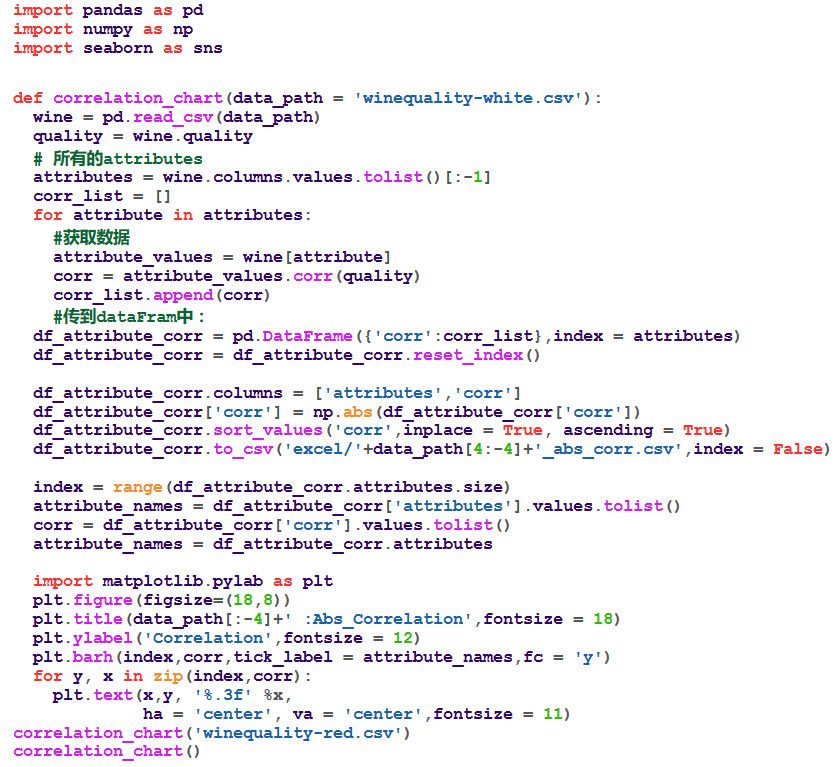 import pandas as pd
import numpy as np
import seaborn as sns
def correlation_chart(data_path = 'winequality-white.csv'):
  wine = pd.read_csv(data_path)
  quality = wine.quality
  # 所有的attributes
  attributes = wine.columns.values.tolist()[:-1]
  corr_list = []
  for attribute in attributes:
    #获取数据
    attribute_values = wine[attribute]
    corr = attribute_values.corr(quality)
    corr_list.append(corr)
    #传到dataFram中：
  df_attribute_corr = pd.DataFrame({'corr':corr_list},index = attributes)
  df_attribute_corr = df_attribute_corr.reset_index()
  df_attribute_corr.columns = ['attributes','corr']
  df_attribute_corr['corr'] = np.abs(df_attribute_corr['corr'])
  df_attribute_corr.sort_values('corr',inplace = True, ascending = True)
  df_attribute_corr.to_csv('excel/'+data_path[4:-4]+'_abs_corr.csv',index = False)
  index = range(df_attribute_corr.attributes.size)
  attribute_names = df_attribute_corr['attributes'].values.tolist()
  corr = df_attribute_corr['corr'].values.tolist()
  attribute_names = df_attribute_corr.attributes
  import matplotlib.pylab as plt
  plt.figure(figsize=(18,8))
  plt.title(data_path[:-4]+' :Abs_Correlation',fontsize = 18)
  plt.ylabel('Correlation',fontsize = 12)
  plt.barh(index,corr,tick_label = attribute_names,fc = 'y')
  for y, x in zip(index,corr):
    plt.text(x,y, '%.3f' %x,
             ha = 'center', va = 'center',fontsize = 11)
correlation_chart('winequality-red.csv')
correlation_chart()